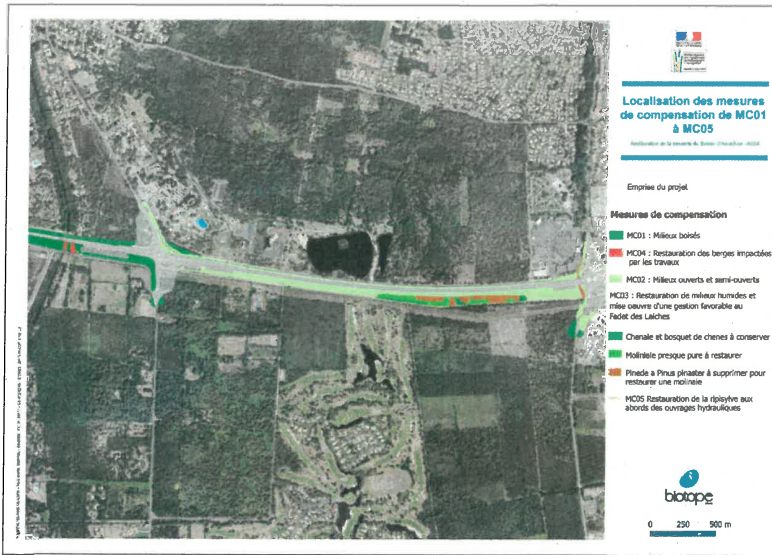 Localisation des mesures
de compensation de MC01
à MC05
Emprise du projet
Mesures de compensation
MC01 : Milieux boisés
MC04 : Restauration des berges impactées
par les travaux
MC02 : Milieux ouverts et semi-ouverts
MC03 : Restauration de milieux humides et
mise oeuvre d'une gestion favorable au
Fadet des Laiches
Chenaie et bosquet de chenes à conserver
Moliniaie presque pure à restaurer
Pinede a Pinus pinaster à supprimer pour
restaurer une molinaie
MC05 Restauration de la ripisylve aux
abords des ouvrages hydrauliques
biotope
0 250 500 m